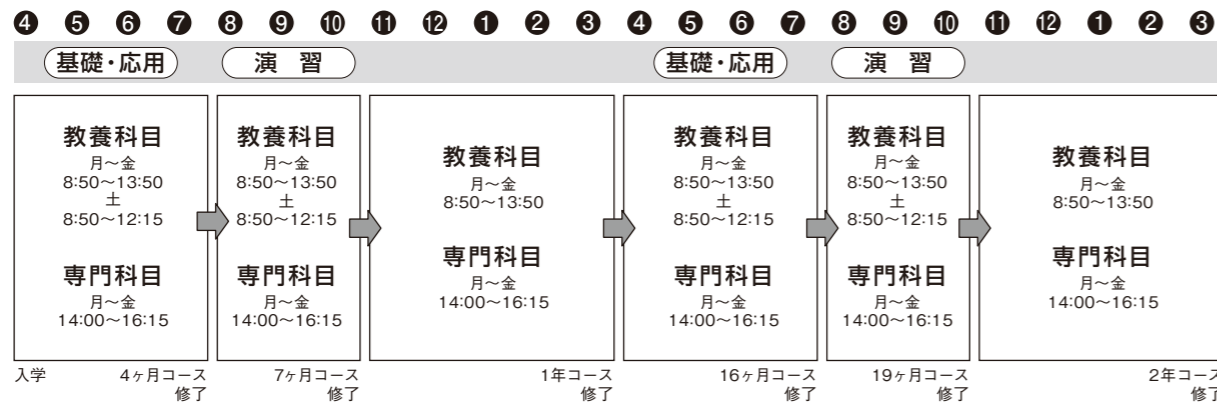 ❹ ❺ ❻ ❼ ❽ ❾ ❿ ⓫ ⓬ ❶ ❷ ❸ ❹ ❺ ❻ ❼ ❽ ❾ ❿ ⓫ ⓬ ❶ ❷ ❸
基礎・応用
演 習
基礎・応用
演 習
教養科目
月〜金
8:50〜13:50
土
8:50〜12:15
専門科目
月〜金
14:00〜16:15
教養科目
月〜金
8:50〜13:50
土
8:50〜12:15
専門科目
月〜金
14:00〜16:15
教養科目
月〜金
8:50〜13:50
専門科目
月〜金
14:00〜16:15
教養科目
月〜金
8:50〜13:50
土
8:50〜12:15
専門科目
月〜金
14:00〜16:15
教養科目
月〜金
8:50〜13:50
土
8:50〜12:15
専門科目
月〜金
14:00〜16:15
教養科目
月〜金
8:50〜13:50
専門科目
月〜金
14:00〜16:15
入学
4ヶ月コース
修了
7ヶ月コース
修了
1年コース
修了
16ヶ月コース
修了
19ヶ月コース
修了
2年コース
修了